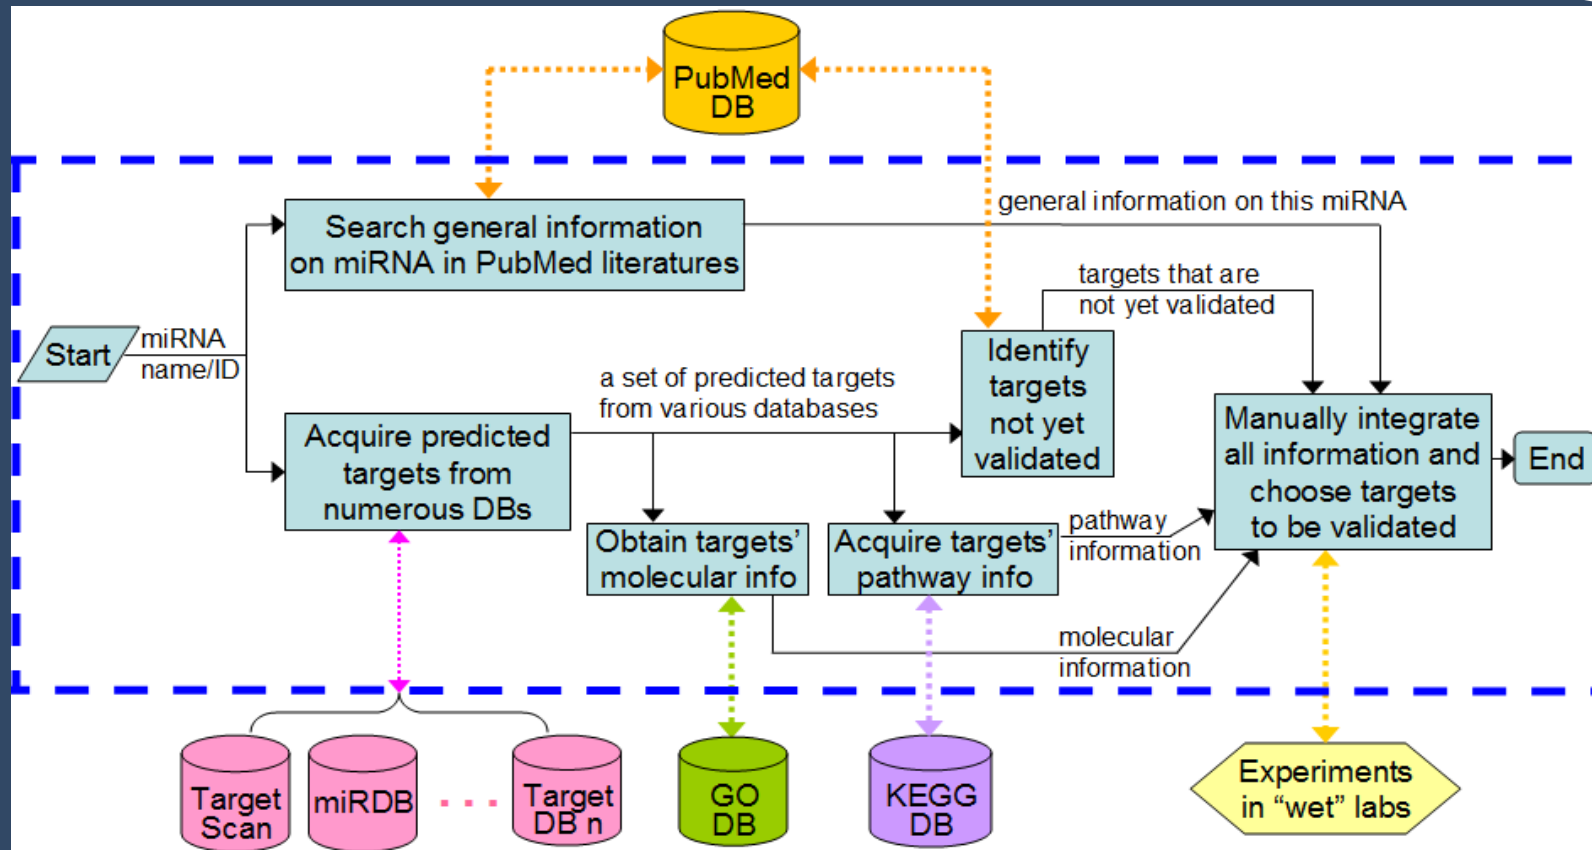 PubMed
DB
general information on this miRNA
Search general information
on miRNA in PubMed literatures
targets that are
not yet validated
Start
miRNA
name/ID
Identify
targets
not yet
validated
a set of predicted targets
from various databases
Acquire predicted
targets from
numerous DBs
Manually integrate
all information and
choose targets
to be validated
End
Obtain targets’
molecular info
Acquire targets’
pathway info
pathway
information
molecular
information
Target
Scan
miRDB
. . .
Target
DB n
GO
DB
KEGG
DB
Experiments
in “wet” labs